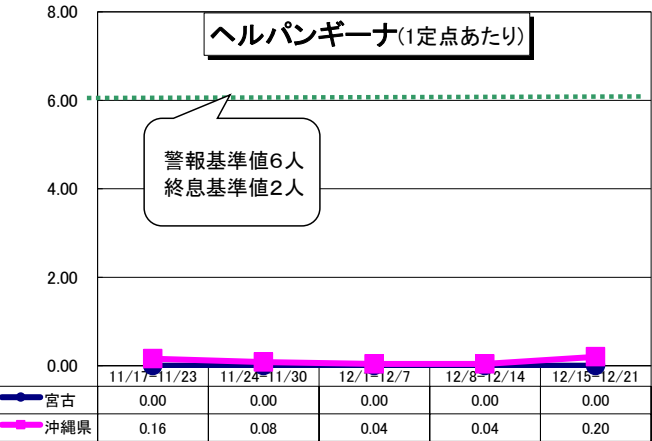 ヘルパンギーナ(1定点あたり)
8.00
6.00
4.00
2.00
0.00
警報基準値6人
終息基準値2人
11/17-11/23 11/24-11/30 12/1-12/7 12/8-12/14 12/15-12/21
宮古 0.00 0.00 0.00 0.00 0.00
沖縄県 0.16 0.08 0.04 0.04 0.20